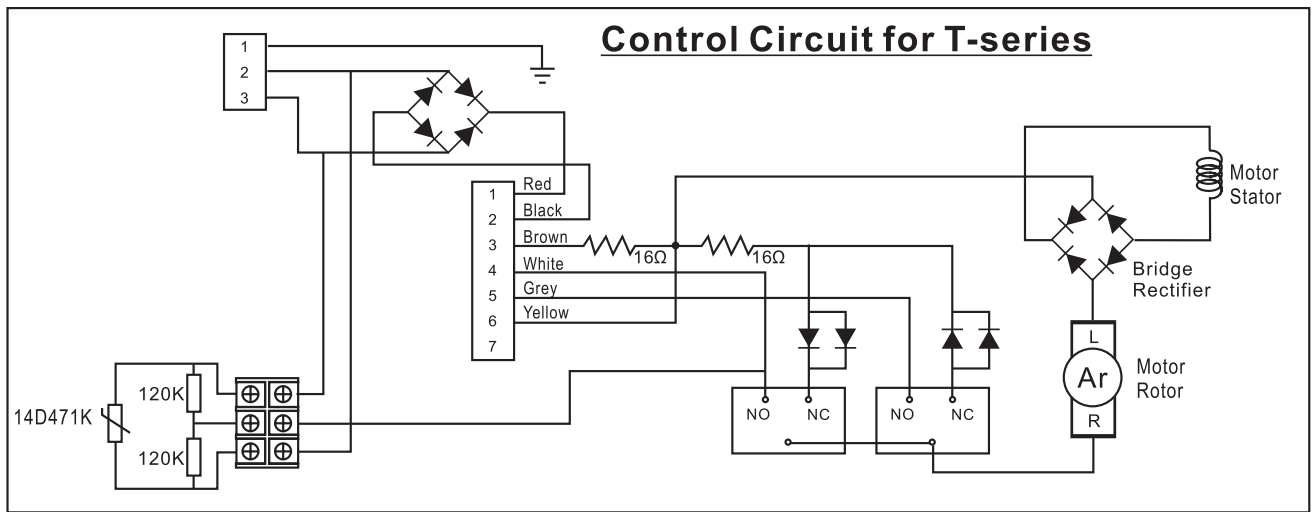 Control Circuit for T-series
1
2
3
1
2
3
4
5
6
7
Red
Black
Brown
White
Grey
Yellow
16Ω
16Ω
Motor
Stator
Bridge
Rectifier
L
Ar
R
Motor
Rotor
NO
NC
NO
NC
14D471K
120K
120K